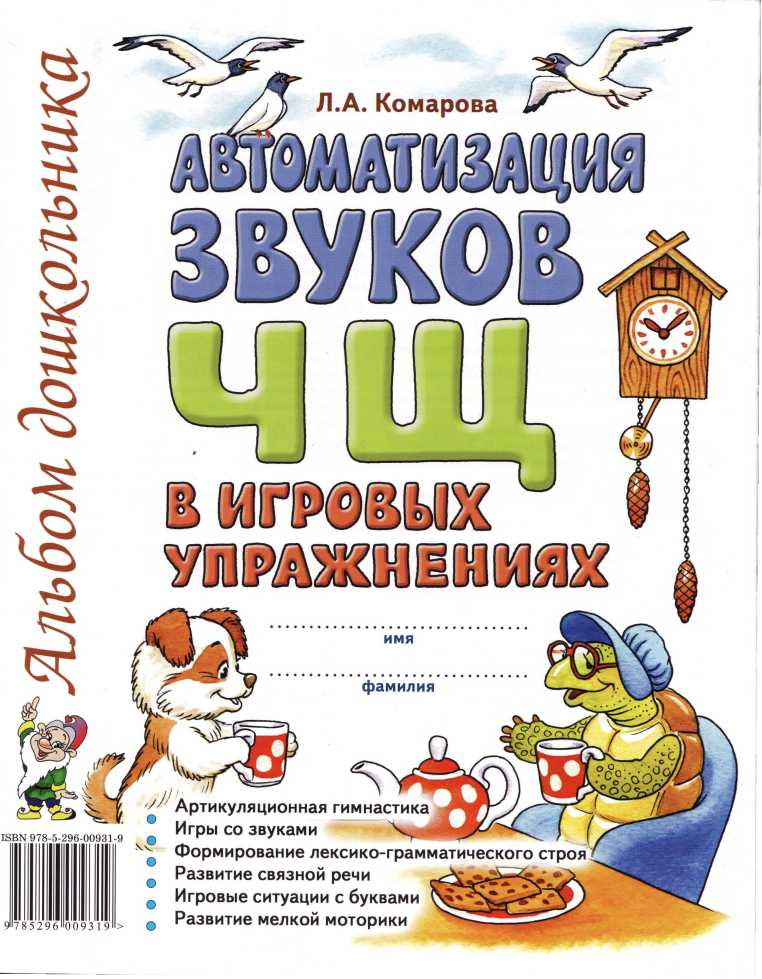 Альбом дошкольника
Л.А. Комарова
АВТОМАТИЗАЦИЯ
ЗВУКОВ
Ч Щ
В ИГРОВЫХ
УПРАЖНЕНИЯХ
имя
фамилия
Артикуляционная гимнастика
Игры со звуками
Формирование лексико-грамматического строя
Развитие связной речи
Игровые ситуации с буквами
Развитие мелкой моторики
ISBN 978-5-296-00931-9
9 785296 009319 >